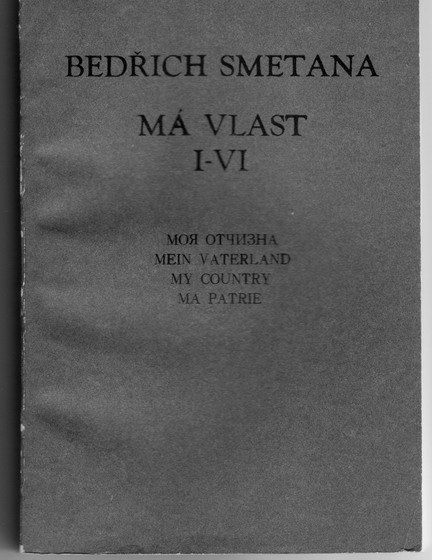 BEDŘICH SMETANA
MÁ VLAST
I-VI
МОЯ ОТЧИЗНА
MEIN VATERLAND
MY COUNTRY
MA PATRIE